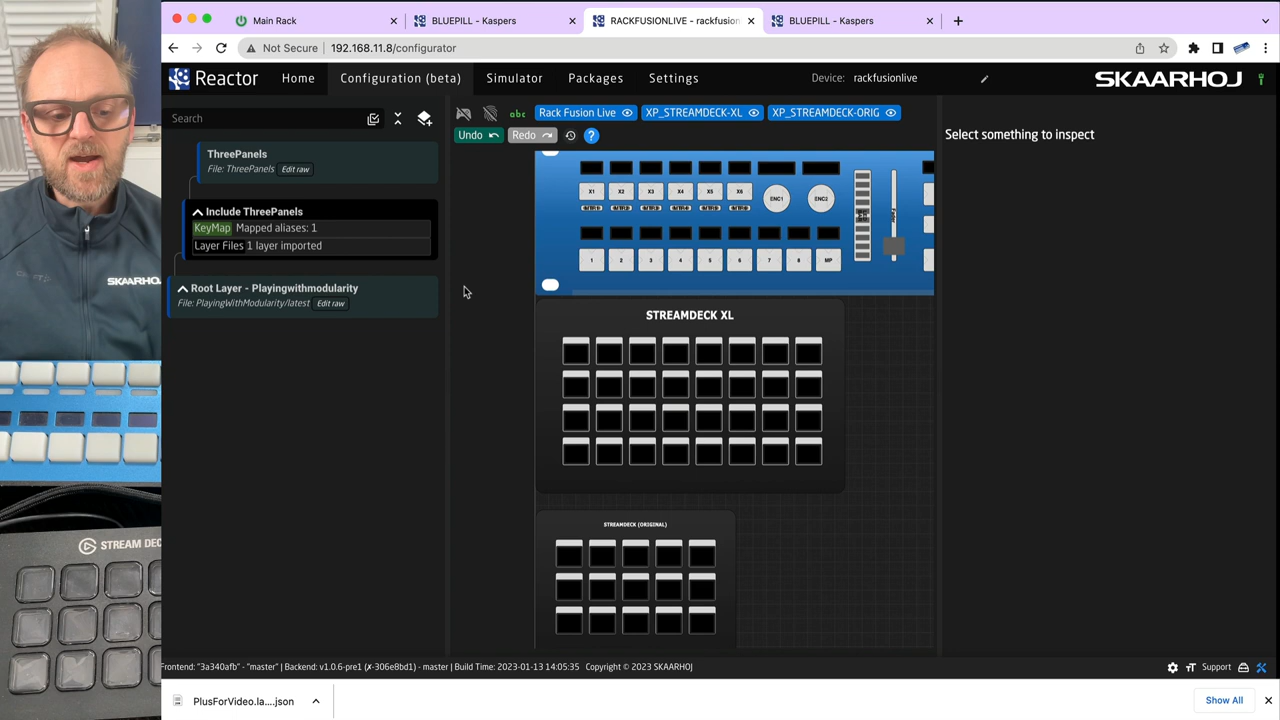 Main Rack
BLUEPILL - Kaspers
RACKFUSIONLIVE - rackfusion
BLUEPILL - Kaspers
Not Secure 192.168.11.8/configurator
Reactor Home Configuration (beta) Simulator Packages Settings Device: rackfusionlive SKAARHOJ
Search
abc Rack Fusion Live XP_STREAMDECK-XL XP_STREAMDECK-ORIG
Undo Redo ?
Select something to inspect
ThreePanels
File: ThreePanels Edit raw
Include ThreePanels
KeyMap Mapped aliases: 1
Layer Files 1 layer imported
Root Layer - Playingwithmodularity
File: PlayingWithModularity/latest Edit raw
X1 X2 X3 X4 X5 X6 ENC1 ENC2
1 2 3 4 5 6 7 8 MP
STREAMDECK XL
STREAMDECK (ORIGINAL)
SKAARHOJ
STREAM DEC
Frontend: "3a340afb" - "master" | Backend: v1.0.6-pre1 (✗-306e8bd1) - master | Build Time: 2023-01-13 14:05:35 Copyright © 2023 SKAARHOJ
Support
PlusForVideo.la....json
Show All